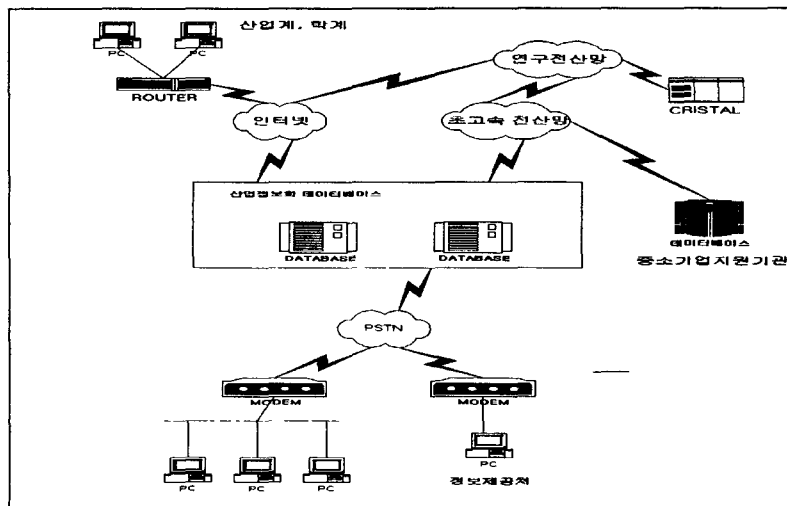 산업계, 학계
PC PC
ROUTER
연구전산망
CRISTAL
인터넷
초고속 전산망
산업정보화 데이터베이스
DATABASE DATABASE
데이터베이스
중소기업지원기관
PSTN
MODEM MODEM
PC PC PC
PC
정보제공처